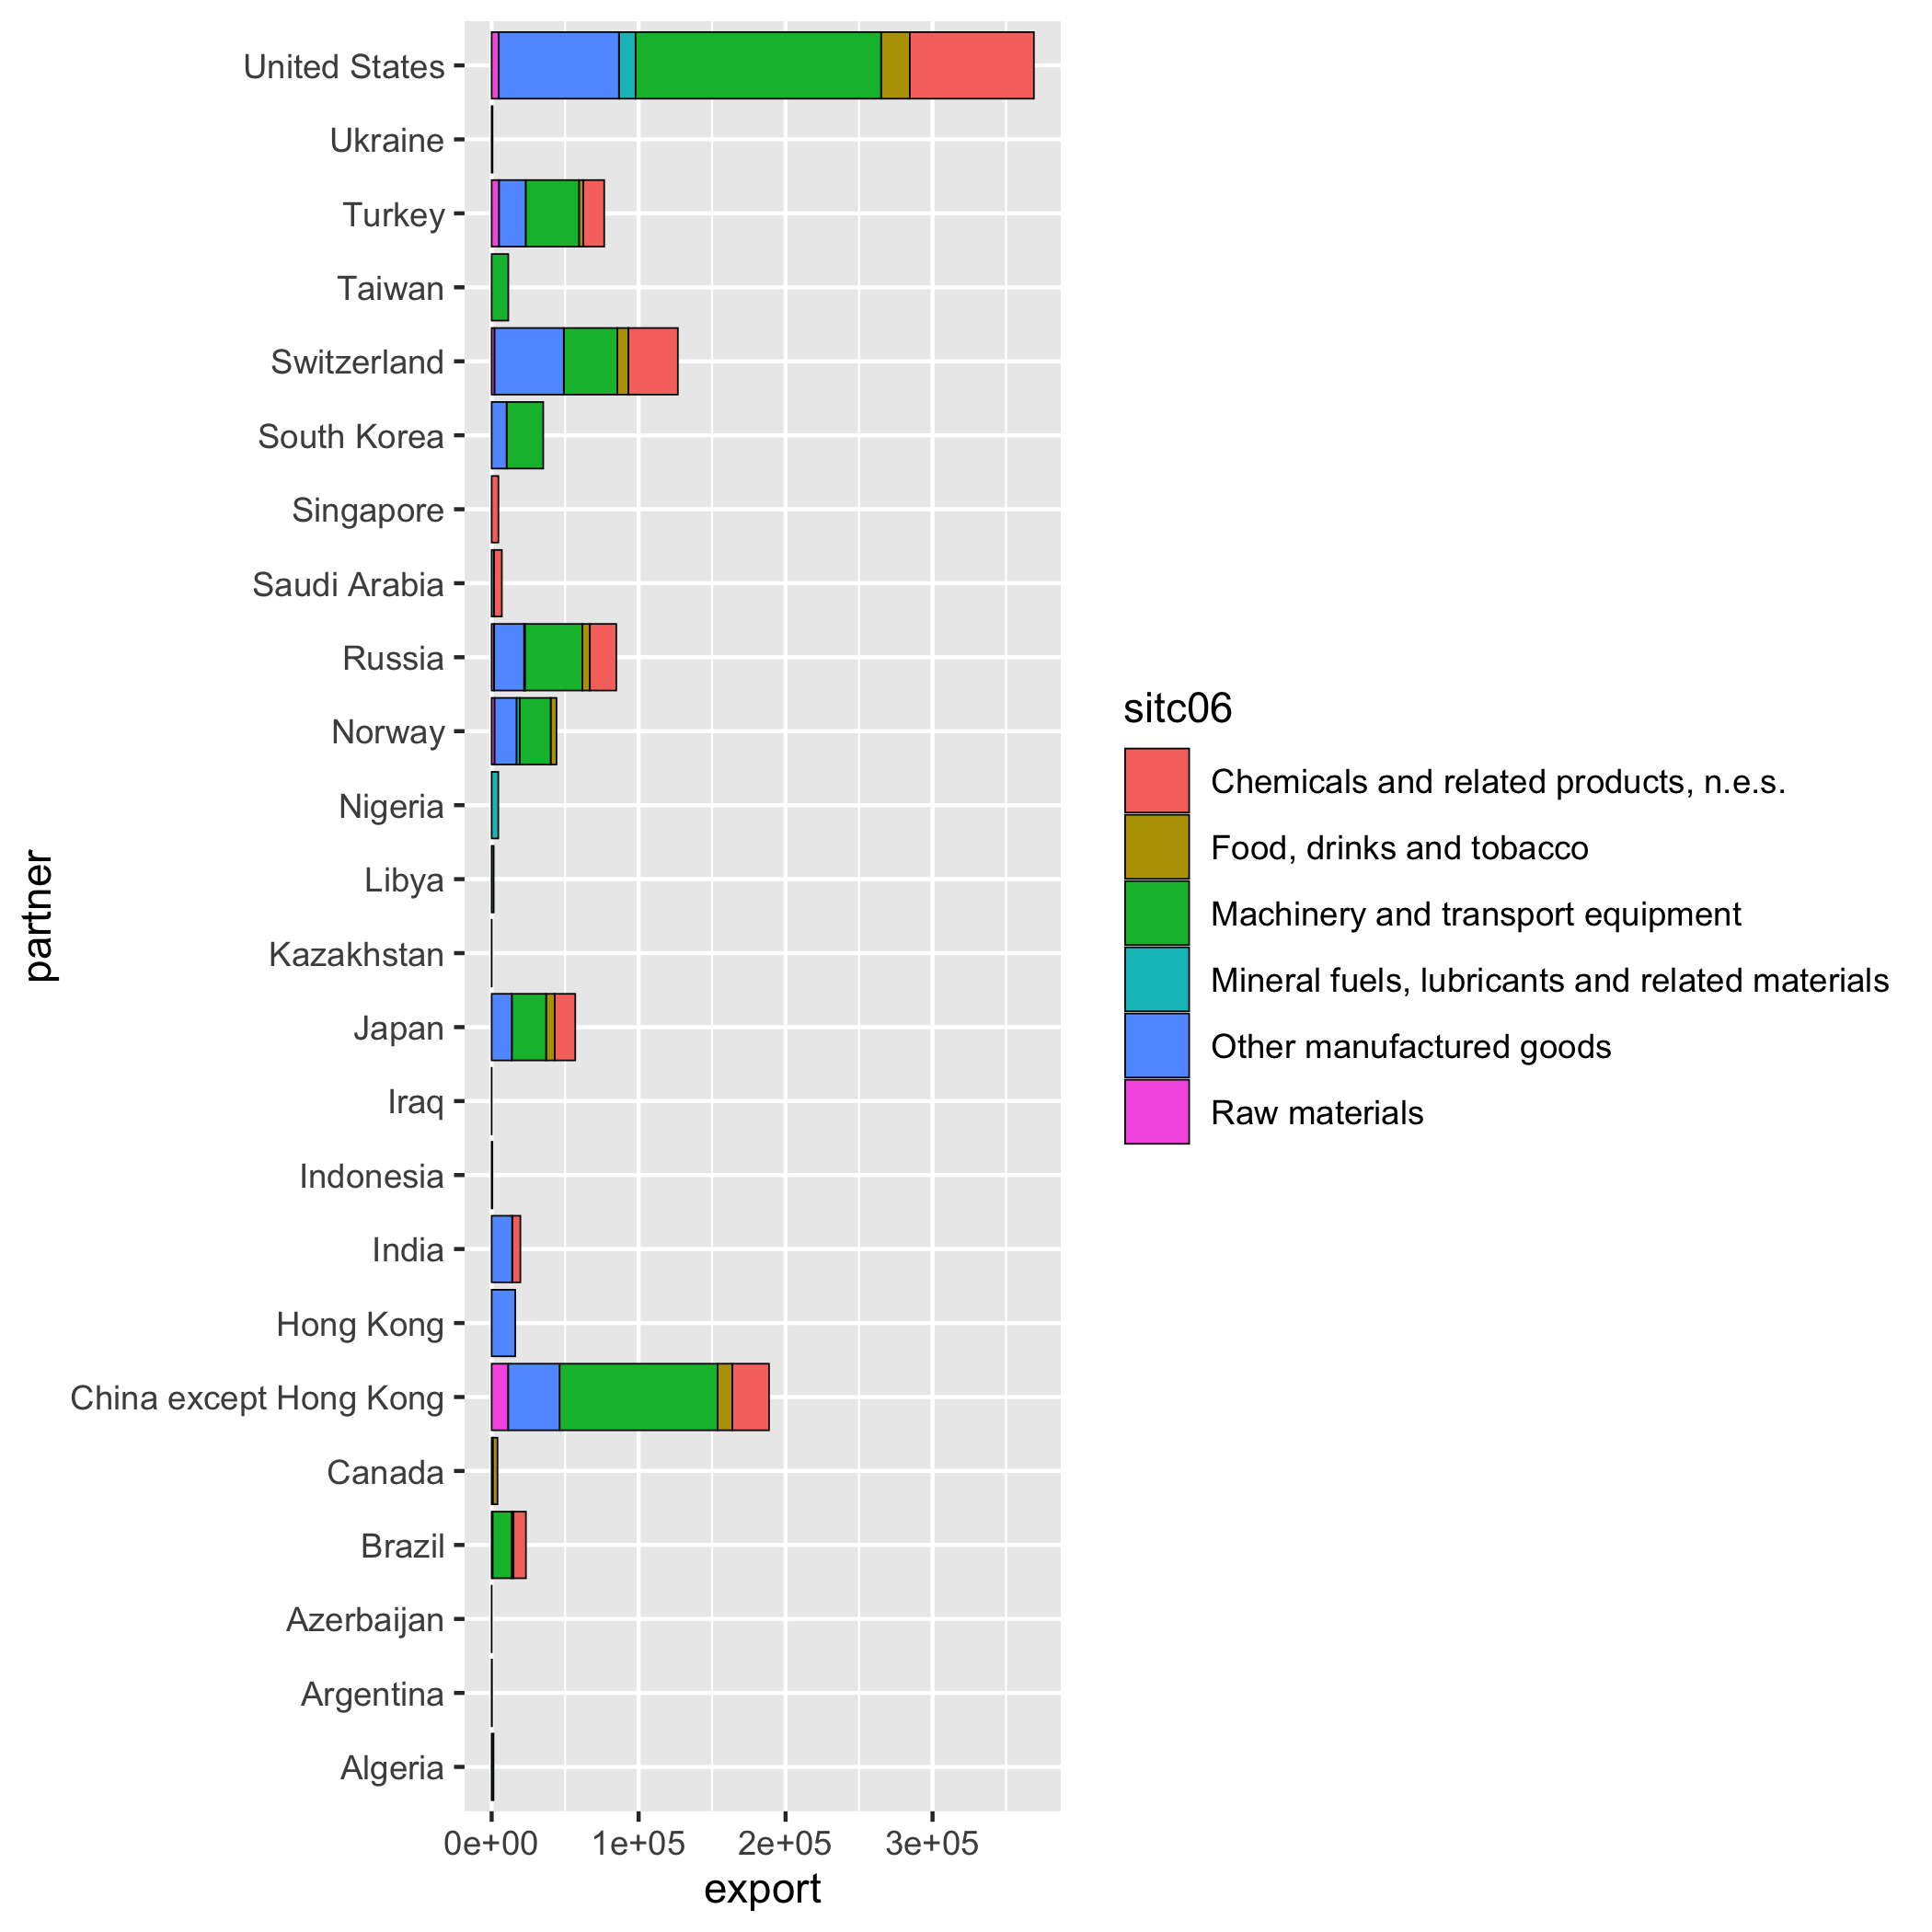 partner
United States
Ukraine
Turkey
Taiwan
Switzerland
South Korea
Singapore
Saudi Arabia
Russia
Norway
Nigeria
Libya
Kazakhstan
Japan
Iraq
Indonesia
India
Hong Kong
China except Hong Kong
Canada
Brazil
Azerbaijan
Argentina
Algeria
0e+00 1e+05 2e+05 3e+05
export
sitc06
Chemicals and related products, n.e.s.
Food, drinks and tobacco
Machinery and transport equipment
Mineral fuels, lubricants and related materials
Other manufactured goods
Raw materials